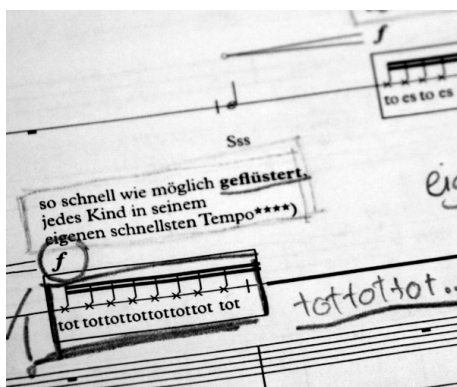 f
to es to es
Sss
so schnell wie möglich geflüstert,
jedes Kind in seinem
eigenen schnellsten Tempo****)
f
tot tottottottottottot tot
tottottot...